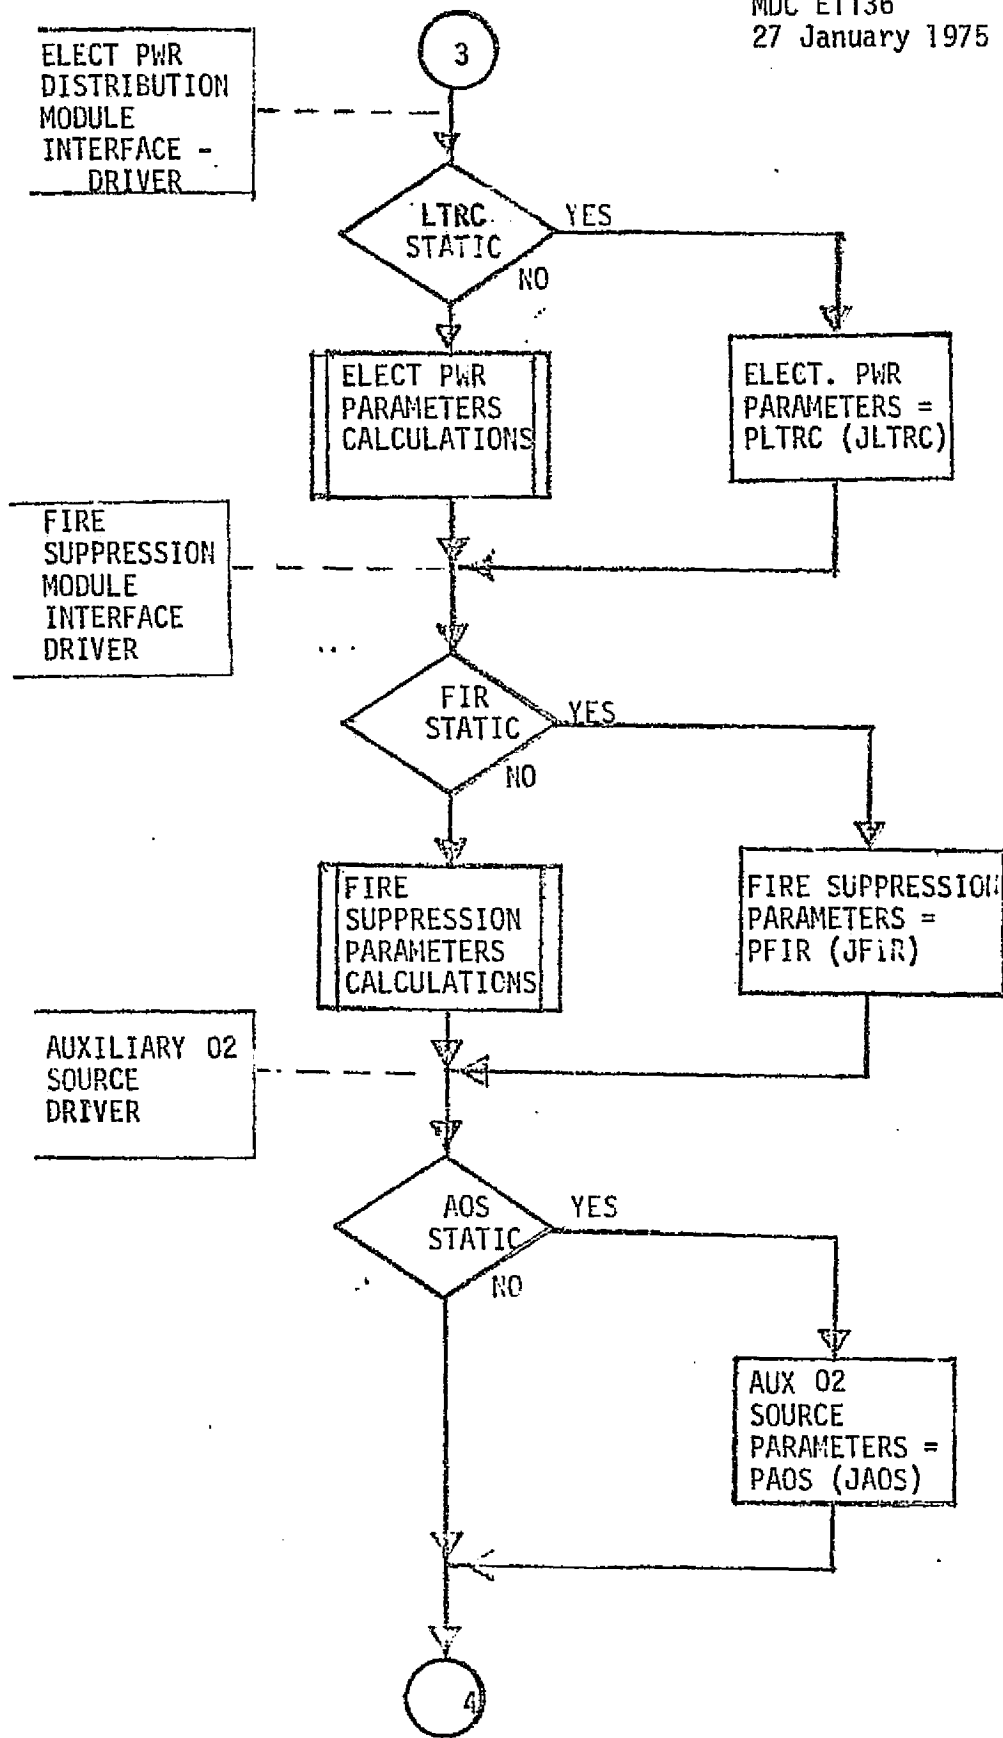 MDC E1136
27 January 1975
3
ELECT PWR
DISTRIBUTION
MODULE
INTERFACE -
DRIVER
LTRC
STATIC
YES
NO
ELECT PWR
PARAMETERS
CALCULATIONS
ELECT. PWR
PARAMETERS =
PLTRC (JLTRC)
FIRE
SUPPRESSION
MODULE
INTERFACE
DRIVER
FIR
STATIC
YES
NO
FIRE
SUPPRESSION
PARAMETERS
CALCULATIONS
FIRE SUPPRESSION
PARAMETERS =
PFIR (JFIR)
AUXILIARY O2
SOURCE
DRIVER
AOS
STATIC
YES
NO
AUX O2
SOURCE
PARAMETERS =
PAOS (JAOS)
4